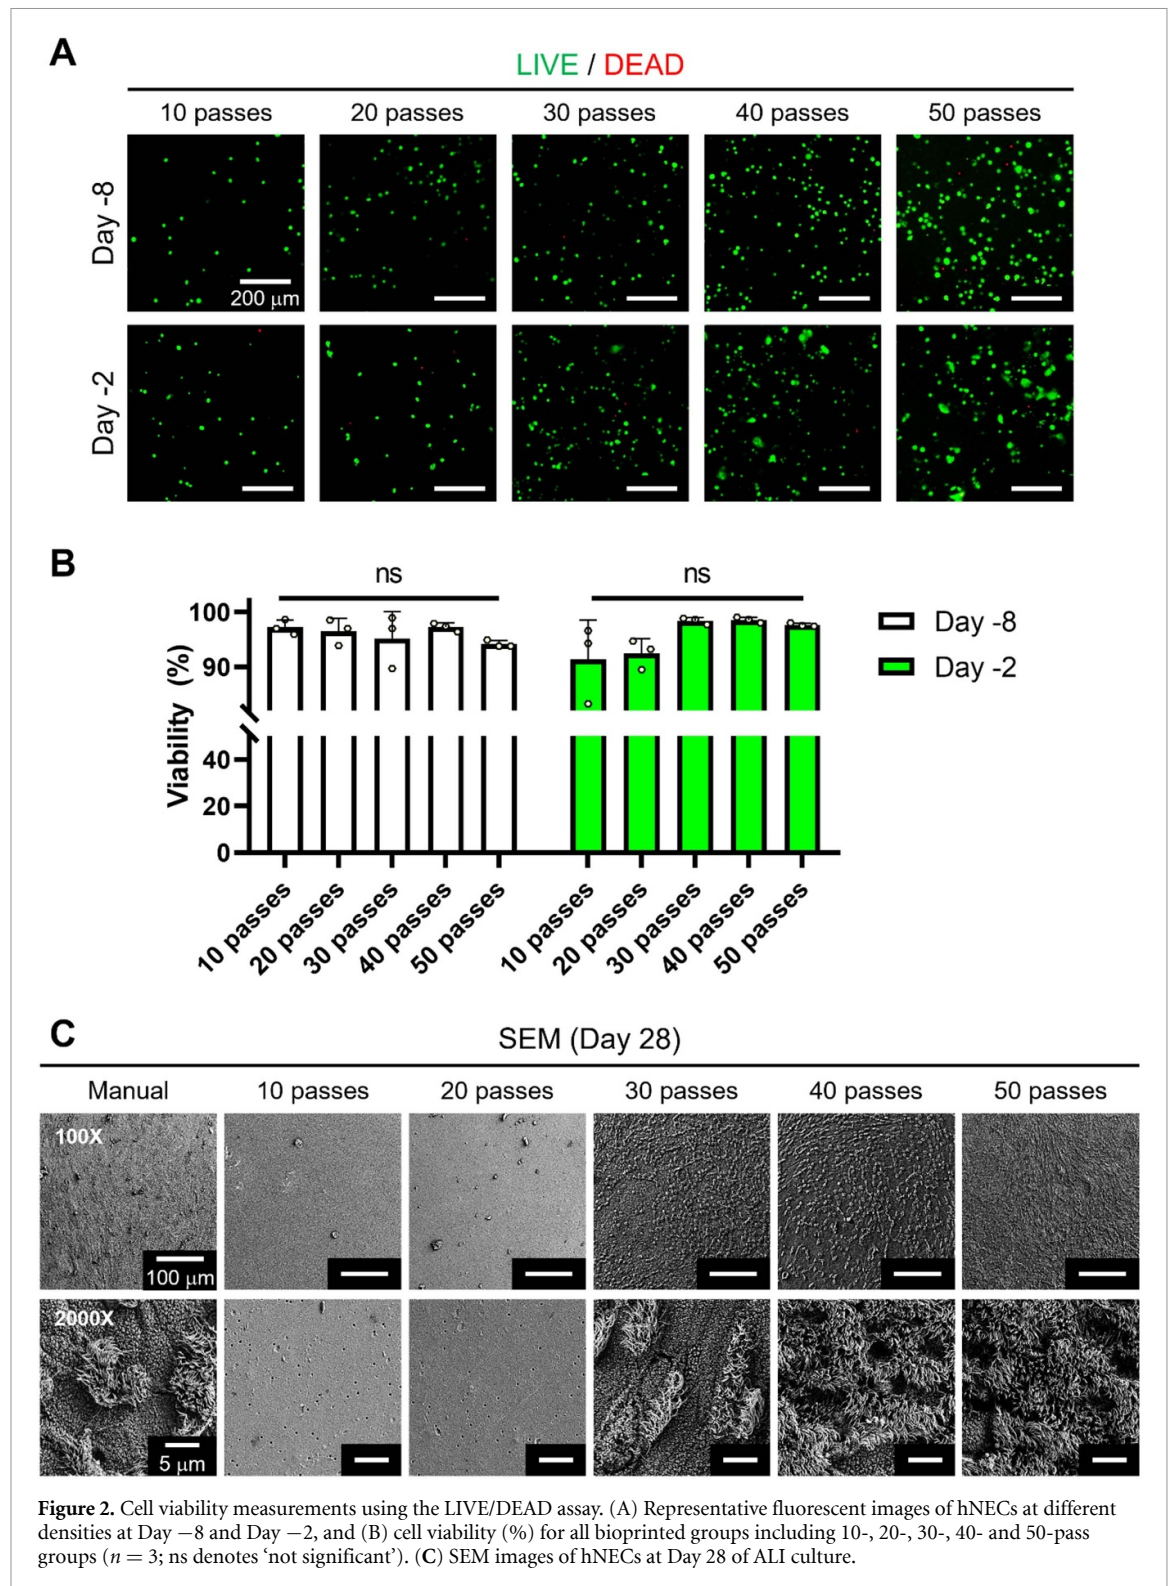 A
LIVE / DEAD
10 passes 20 passes 30 passes 40 passes 50 passes
Day -8
200 μm
Day -2
B
ns ns
Viability (%)
100
90
40
20
0
Day -8
Day -2
10 passes 20 passes 30 passes 40 passes 50 passes 10 passes 20 passes 30 passes 40 passes 50 passes
C
SEM (Day 28)
Manual 10 passes 20 passes 30 passes 40 passes 50 passes
100X
100 μm
2000X
5 μm
Figure 2. Cell viability measurements using the LIVE/DEAD assay. (A) Representative fluorescent images of hNECs at different
densities at Day −8 and Day −2, and (B) cell viability (%) for all bioprinted groups including 10-, 20-, 30-, 40- and 50-pass
groups (n = 3; ns denotes ‘not significant’). (C) SEM images of hNECs at Day 28 of ALI culture.